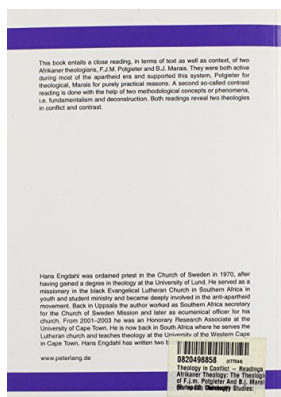 This book entails a close reading, in terms of text as well as context, of two
Afrikaner theologians, F.J.M. Potgieter and B.J. Marais. They were both active
during most of the apartheid era and supported this system, Potgieter for
theological, Marais for purely practical reasons. A second so-called contrast
reading is done with the help of two methodological concepts or phenomena,
i.e. fundamentalism and deconstruction. Both readings reveal two theologies
in conflict and contrast.
Hans Engdahl was ordained priest in the Church of Sweden in 1970, after
having gained a degree in theology at the University of Lund. He served as a
missionary in the black Evangelical Lutheran Church in Southern Africa in
youth and student ministry and became deeply involved in the anti-apartheid
movement. Back in Uppsala the author worked as Southern Africa secretary
for the Church of Sweden Mission and later as ecumenical officer for his
church. From 2001–2003 he was an Honorary Research Associate at the
University of Cape Town. He is now back in South Africa where he serves the
Lutheran church and teaches theology at the University of the Western Cape
in Cape Town. Hans Engdahl has written two b
www.peterlang.de
0820498858
Theology in Conflict – Readings
Afrikaner Theology: The Theologie
of F.j.m. Potgieter And B.j. Marais
Studies: